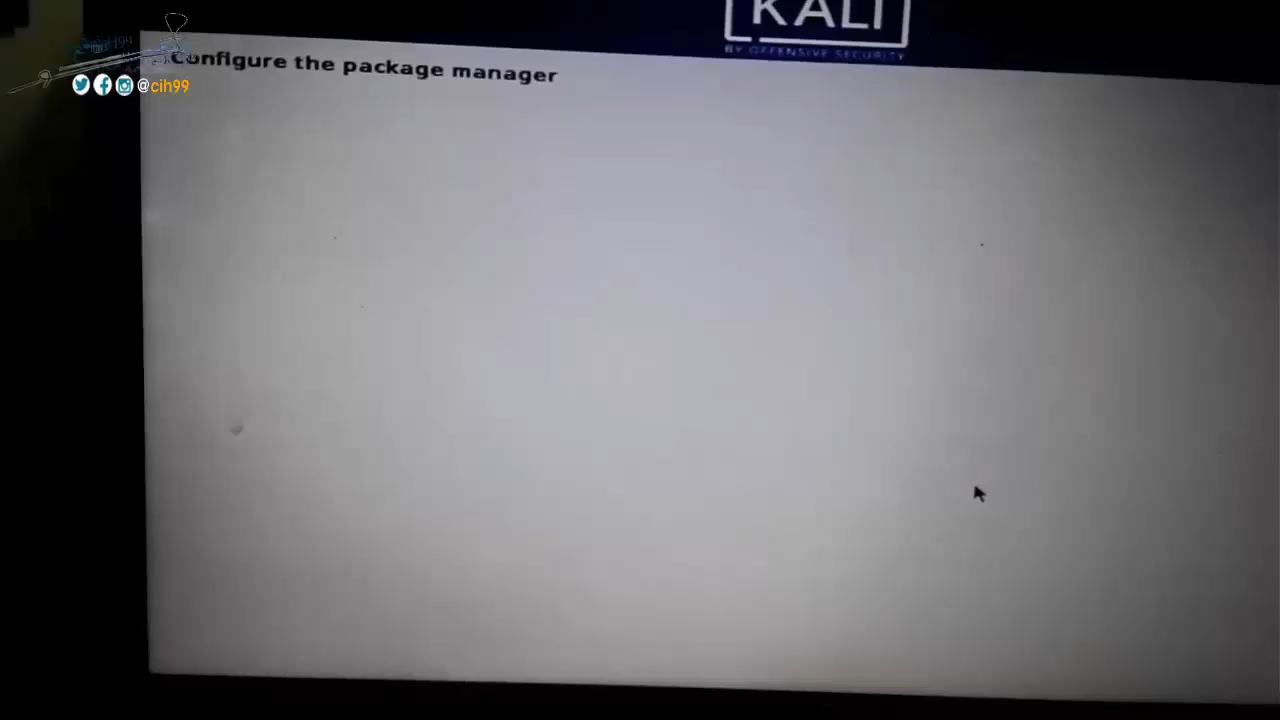 KALI
BY OFFENSIVE SECURITY
Configure the package manager
@cih99